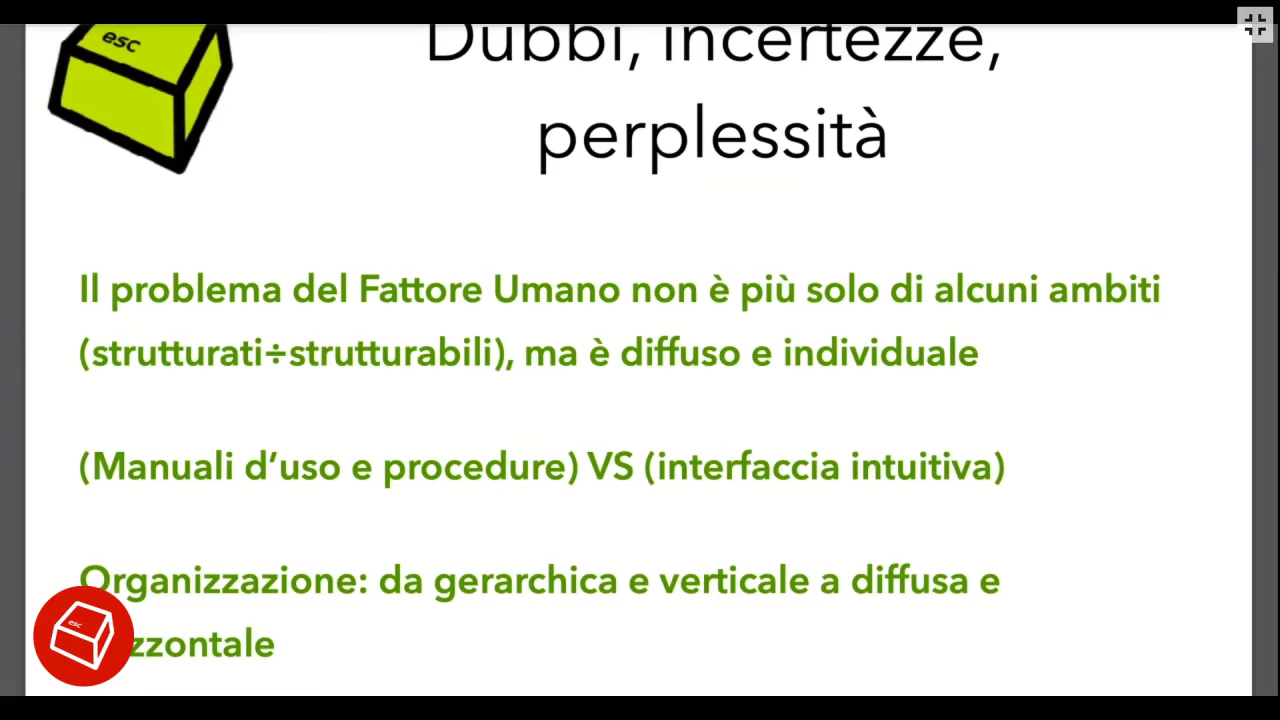 esc
Dubbi, incertezze,
perplessità
Il problema del Fattore Umano non è più solo di alcuni ambiti
(strutturati÷strutturabili), ma è diffuso e individuale
(Manuali d’uso e procedure) VS (interfaccia intuitiva)
Organizzazione: da gerarchica e verticale a diffusa e
zzontale
esc